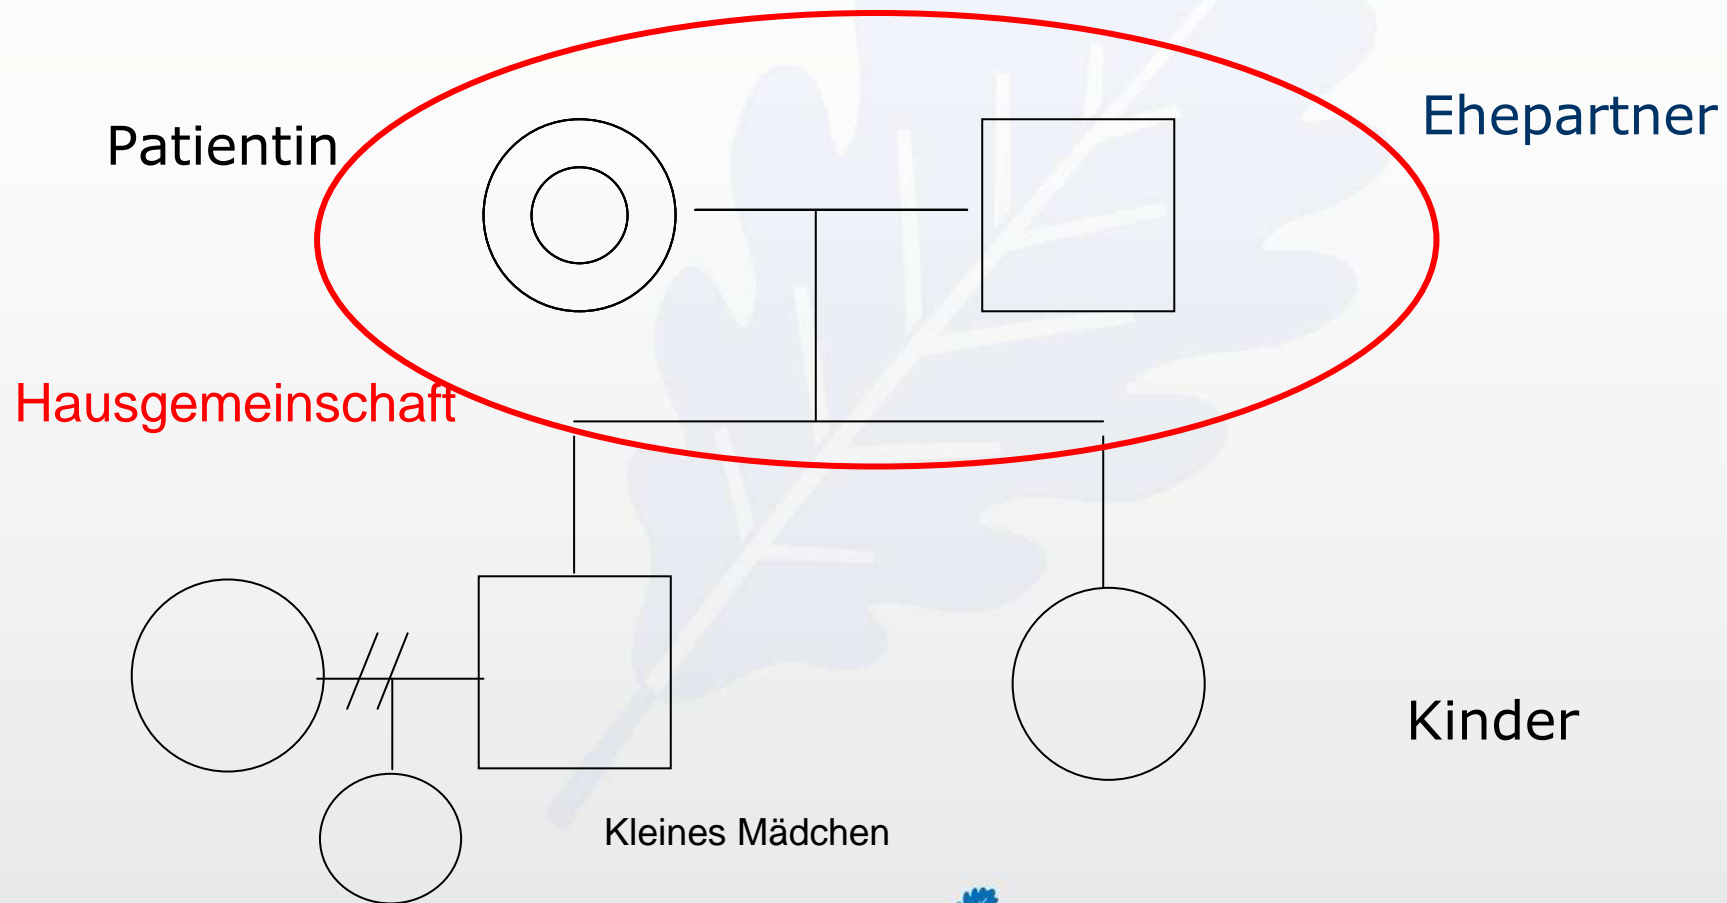 Patientin
Ehepartner
Hausgemeinschaft
Kinder
Kleines Mädchen